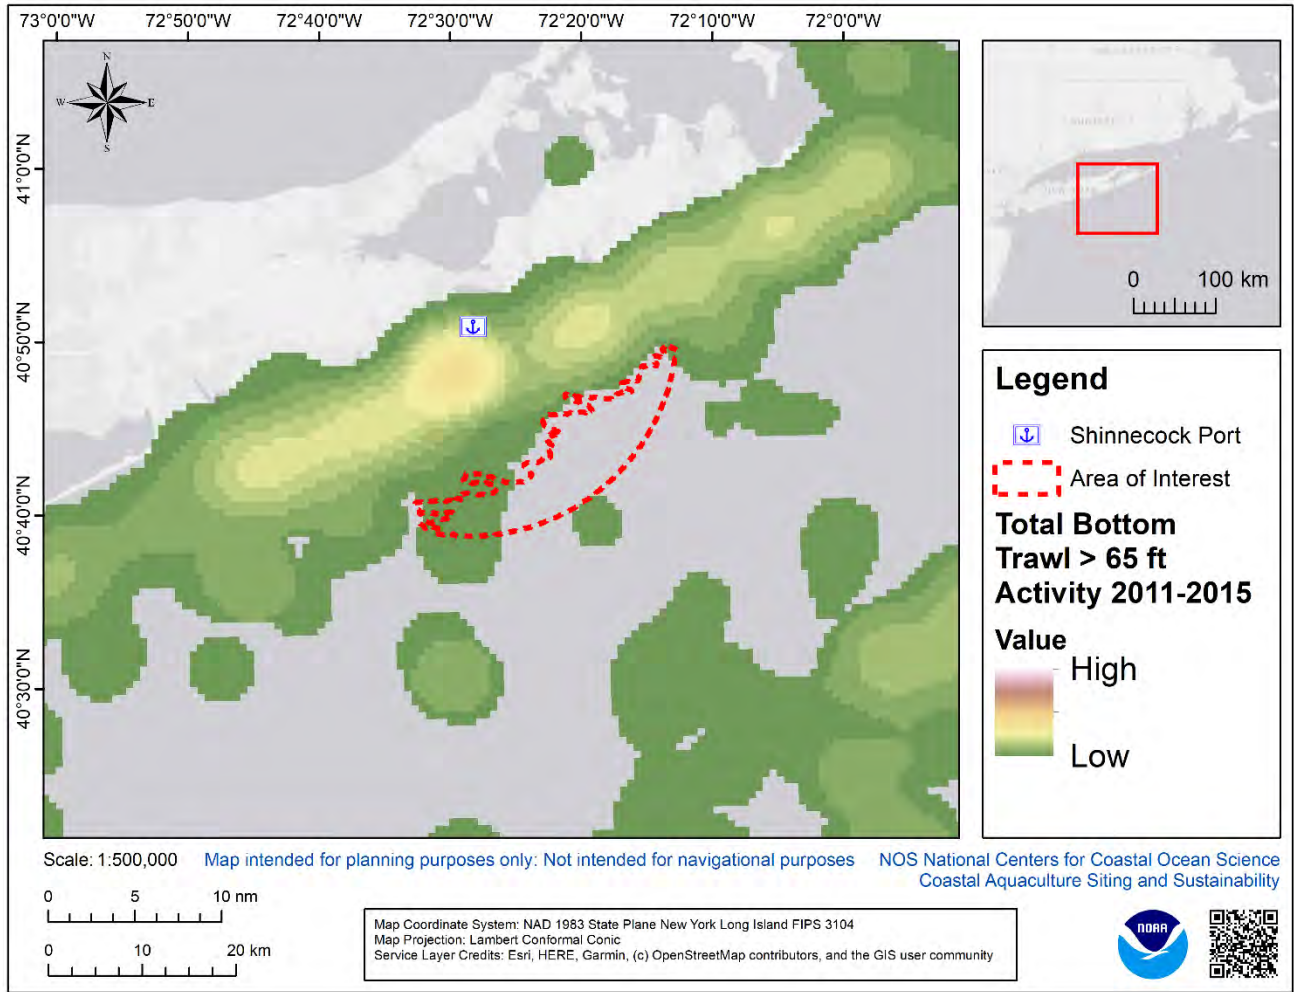 73°0'0"W 72°50'0"W 72°40'0"W 72°30'0"W 72°20'0"W 72°10'0"W 72°0'0"W
N
W E
S
41°0'0"N
40°50'0"N
40°40'0"N
40°30'0"N
0 100 km
Legend
Shinnecock Port
Area of Interest
Total Bottom
Trawl > 65 ft
Activity 2011-2015
Value
High
Low
Scale: 1:500,000 Map intended for planning purposes only: Not intended for navigational purposes
NOS National Centers for Coastal Ocean Science
Coastal Aquaculture Siting and Sustainability
0 5 10 nm
0 10 20 km
Map Coordinate System: NAD 1983 State Plane New York Long Island FIPS 3104
Map Projection: Lambert Conformal Conic
Service Layer Credits: Esri, HERE, Garmin, (c) OpenStreetMap contributors, and the GIS user community
NOAA